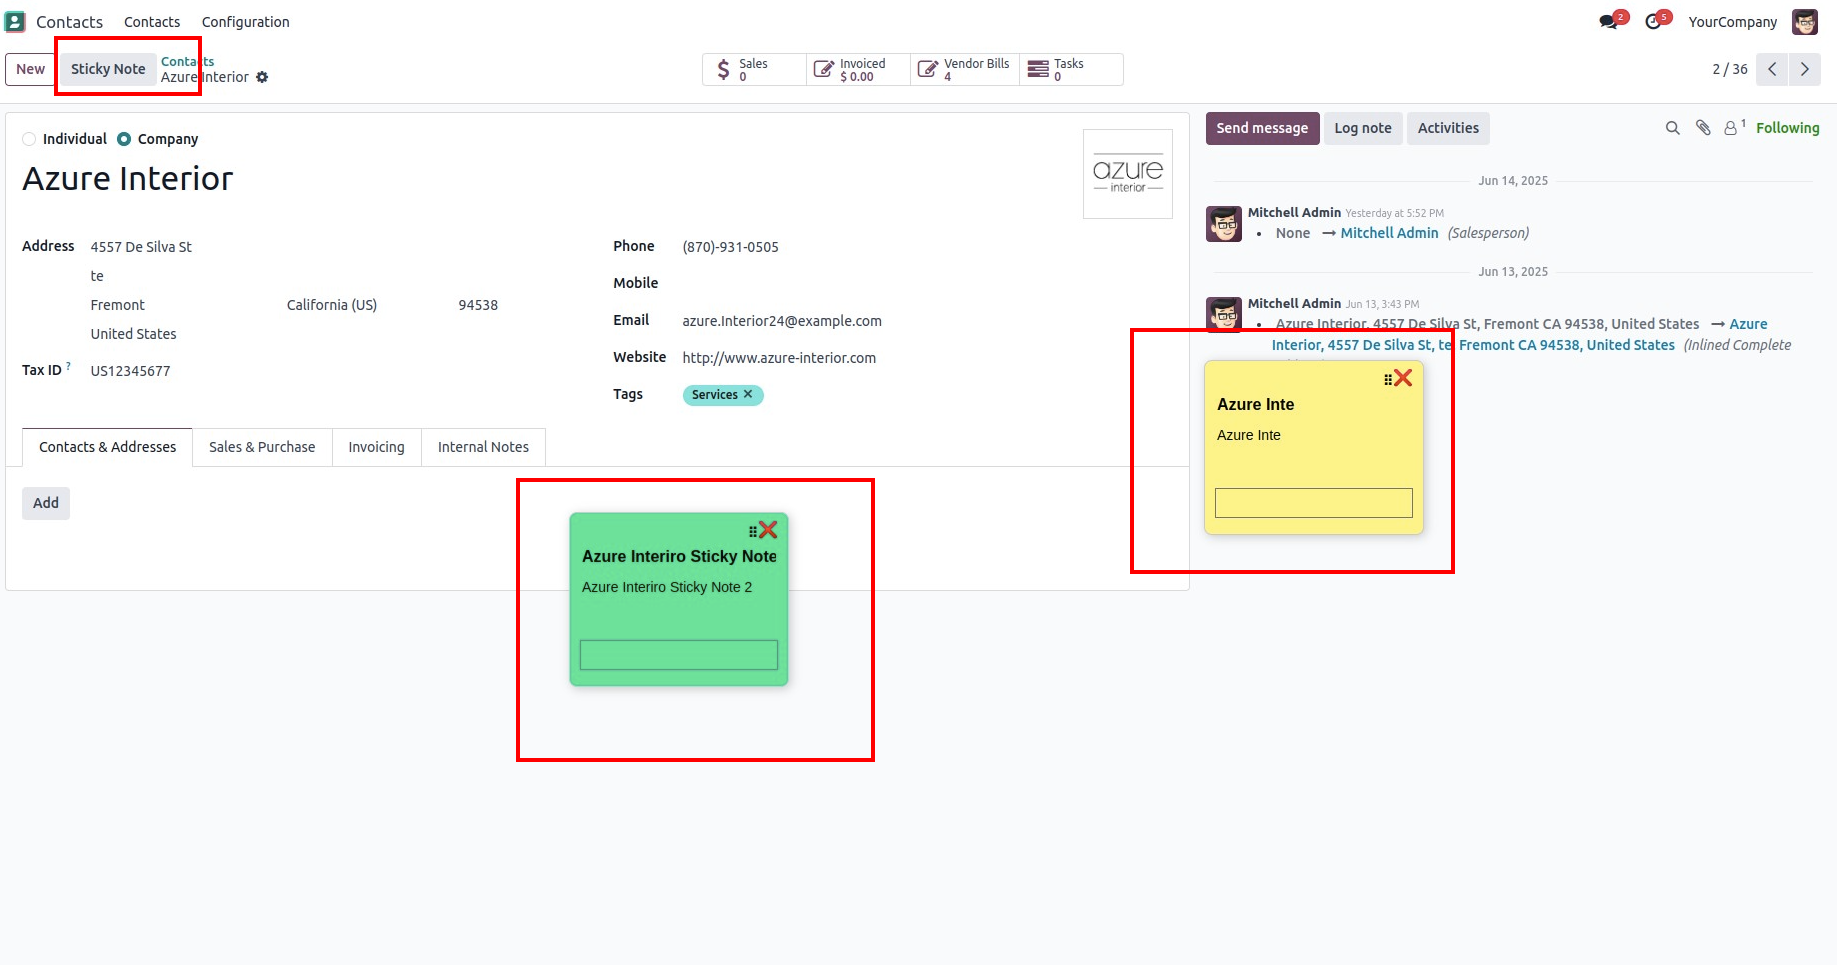 Contacts Contacts Configuration 2 5 YourCompany
New Sticky Note Contacts
Azure Interior
Sales 0
Invoiced $ 0.00
Vendor Bills 4
Tasks 0
2 / 36
Individual Company
Azure Interior
azure
interior
Address 4557 De Silva St
te
Fremont California (US) 94538
United States
Tax ID ? US12345677
Phone (870)-931-0505
Mobile
Email azure.Interior24@example.com
Website http://www.azure-interior.com
Tags Services
Contacts & Addresses Sales & Purchase Invoicing Internal Notes
Add
Send message Log note Activities 1 Following
Jun 14, 2025
Mitchell Admin Yesterday at 5:52 PM
• None → Mitchell Admin (Salesperson)
Jun 13, 2025
Mitchell Admin Jun 13, 3:43 PM
• Azure Interior, 4557 De Silva St, Fremont CA 94538, United States → Azure
Interior, 4557 De Silva St, te, Fremont CA 94538, United States (Inlined Complete
Azure Inte
Azure Inte
Azure Interiro Sticky Note
Azure Interiro Sticky Note 2